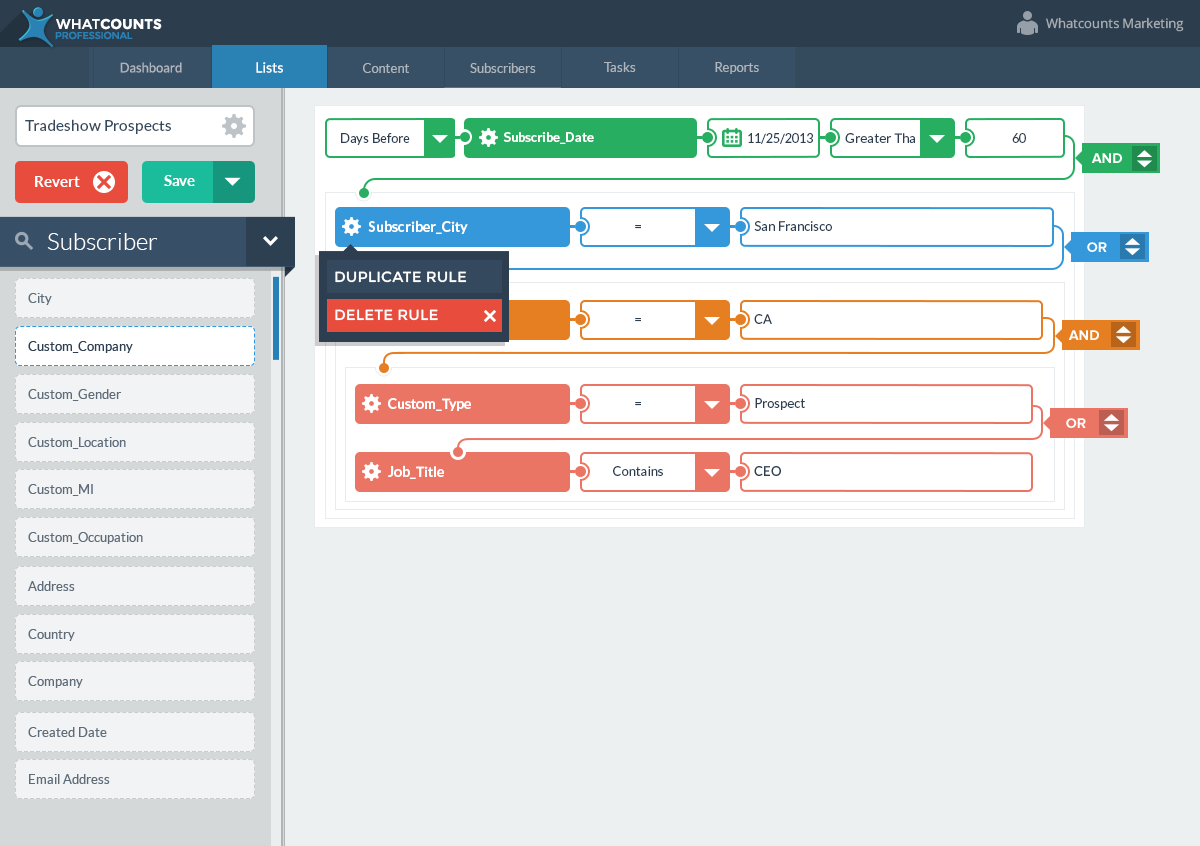 WHATCOUNTS
PROFESSIONAL
Whatcounts Marketing
Dashboard
Lists
Content
Subscribers
Tasks
Reports
Tradeshow Prospects
Revert
Save
Subscriber
City
Custom_Company
Custom_Gender
Custom_Location
Custom_MI
Custom_Occupation
Address
Country
Company
Created Date
Email Address
Days Before
Subscribe_Date
11/25/2013
Greater Tha
60
AND
Subscriber_City
=
San Francisco
OR
DUPLICATE RULE
DELETE RULE
=
CA
AND
Custom_Type
=
Prospect
OR
Job_Title
Contains
CEO